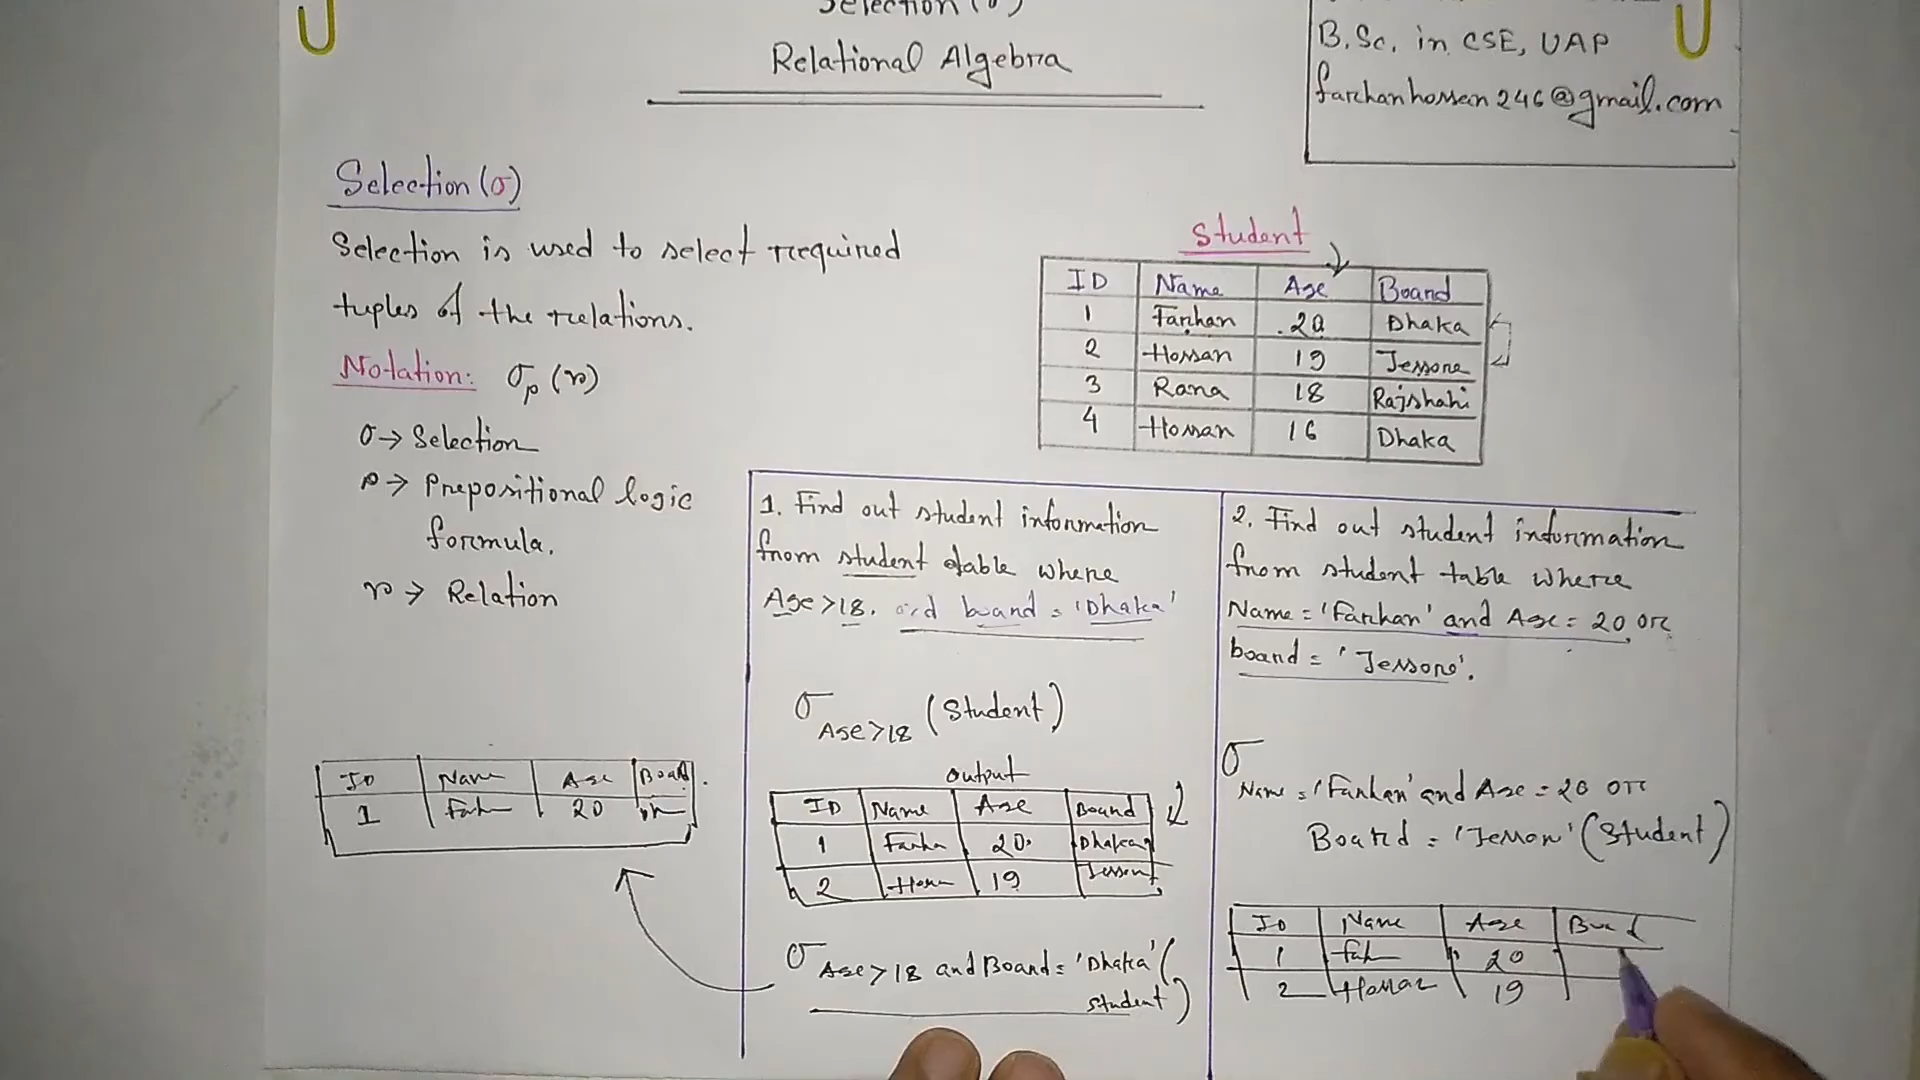 Selection (σ)
Relational Algebra
B.Sc. in CSE, UAP
farhanhossen246@gmail.com
Selection (σ)
Selection is used to select required
tuples of the relations.
Notation: σp (r)
σ → Selection
p → Prepositional logic
formula.
r → Relation
Student
ID Name Age Board
1 Farhan 20 Dhaka
2 Hossan 19 Jessore
3 Rana 18 Rajshahi
4 Hossan 16 Dhaka
1. Find out student information
from student table where
Age >18. and board = 'Dhaka'
σ Age >18 (Student)
output
ID Name Age Board
1 Farha 20 Dhaka
2 19
σ Age > 18 and Board = 'Dhaka' (
student)
ID Name Age Board
1 20
2. Find out student information
from student table where
Name = 'Farhan' and Age = 20 or
board = 'Jessore'.
σ
Name = 'Farhan' and Age = 20 or
Board = 'Jesson' (Student)
ID Name Age
1 20
2 Hossan 19